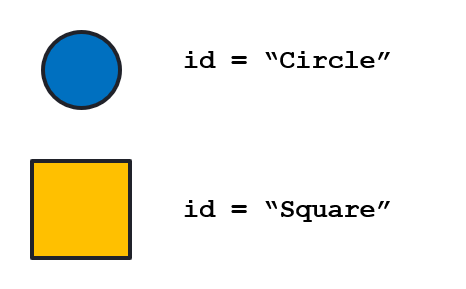 id = “Circle”
id = “Square”